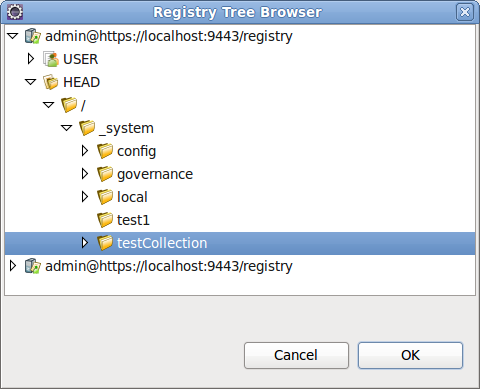 Registry Tree Browser
admin@https://localhost:9443/registry
USER
HEAD
/
_system
config
governance
local
test1
testCollection
admin@https://localhost:9443/registry
Cancel
OK